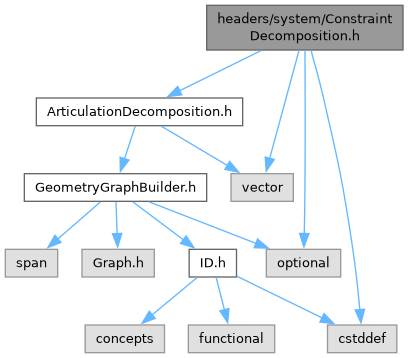 headers/system/Constraint
Decomposition.h
ArticulationDecomposition.h
GeometryGraphBuilder.h
vector
span
Graph.h
ID.h
optional
concepts
functional
cstddef